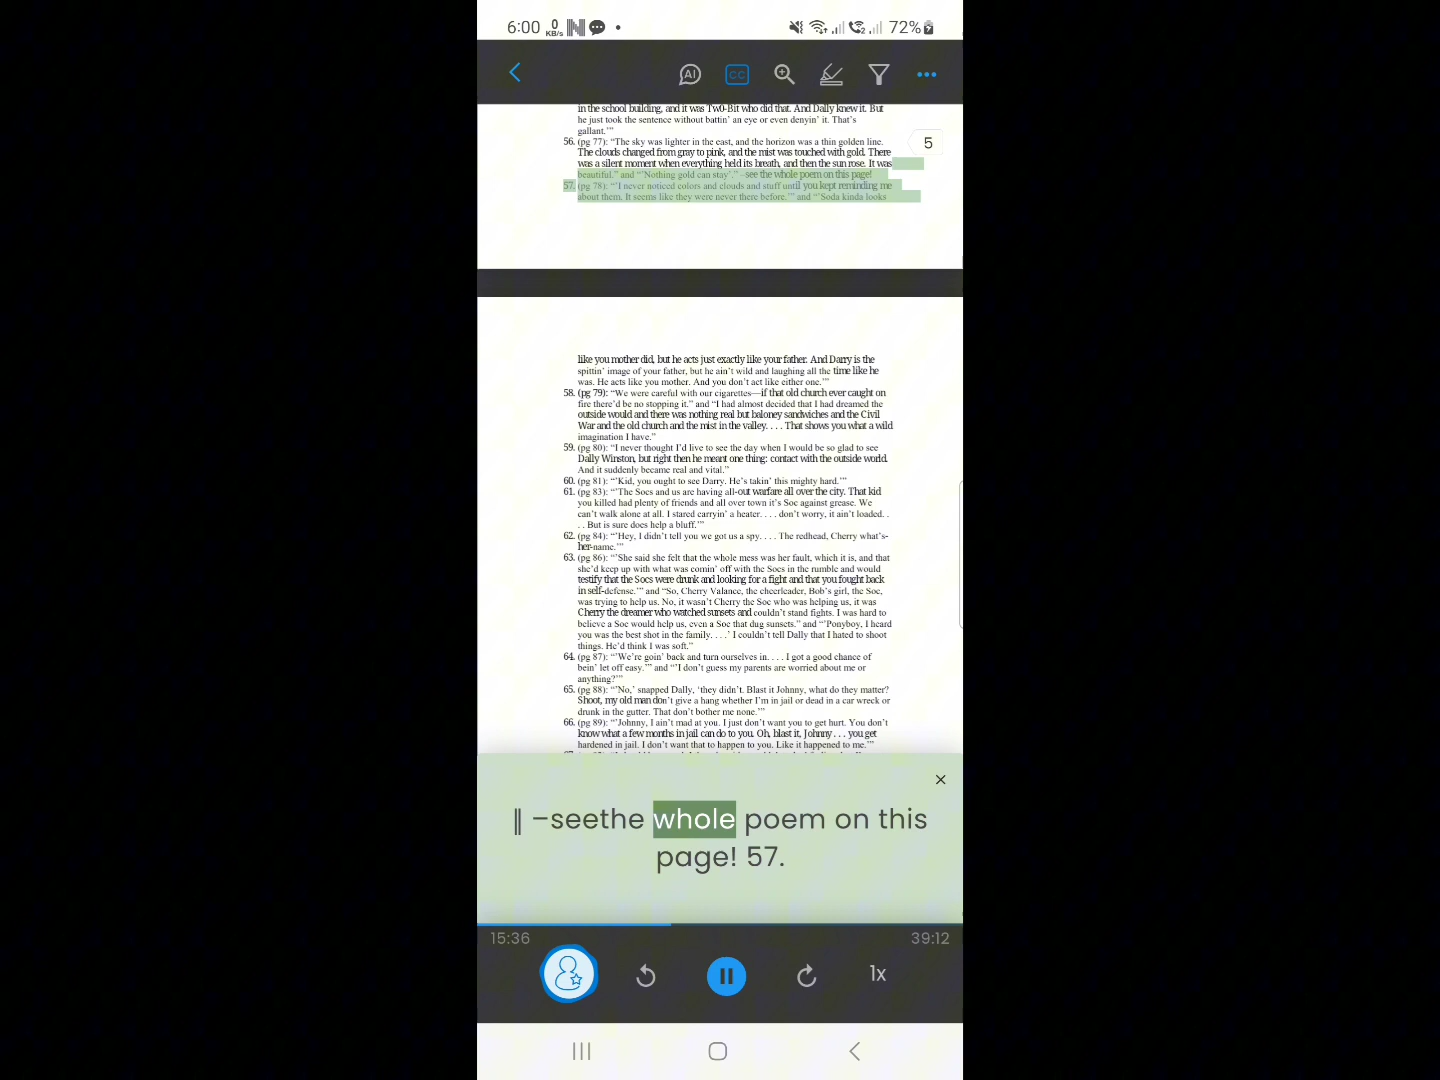 6:00 0 KB/s N 72%
AI CC
5
in the school building, and it was Tw0-Bit who did that. And Dally knew it. But
he just took the sentence without battin’ an eye or even denyin’ it. That’s
gallant.’”
56. (pg 77): “The sky was lighter in the east, and the horizon was a thin golden line.
The clouds changed from gray to pink, and the mist was touched with gold. There
was a silent moment when everything held its breath, and then the sun rose. It was
beautiful.” and “‘Nothing gold can stay’.” –see the whole poem on this page!
57. (pg 78): “‘I never noticed colors and clouds and stuff until you kept reminding me
about them. It seems like they were never there before.’” and “‘Soda kinda looks
like you mother did, but he acts just exactly like your father. And Darry is the
spittin’ image of your father, but he ain’t wild and laughing all the time like he
was. He acts like you mother. And you don’t act like either one.’”
58. (pg 79): “We were careful with our cigarettes—if that old church ever caught on
fire there’d be no stopping it.” and “I had almost decided that I had dreamed the
outside would and there was nothing real but baloney sandwiches and the Civil
War and the old church and the mist in the valley. . . . That shows you what a wild
imagination I have.”
59. (pg 80): “I never thought I’d live to see the day when I would be so glad to see
Dally Winston, but right then he meant one thing: contact with the outside world.
And it suddenly became real and vital.”
60. (pg 81): “‘Kid, you ought to see Darry. He’s takin’ this mighty hard.’”
61. (pg 83): “‘The Socs and us are having all-out warfare all over the city. That kid
you killed had plenty of friends and all over town it’s Soc against grease. We
can’t walk alone at all. I stared carryin’ a heater. . . . don’t worry, it ain’t loaded. .
. . But is sure does help a bluff.’”
62. (pg 84): “‘Hey, I didn’t tell you we got us a spy. . . . The redhead, Cherry what’s-
her-name.’”
63. (pg 86): “‘She said she felt that the whole mess was her fault, which it is, and that
she’d keep up with what was comin’ off with the Socs in the rumble and would
testify that the Socs were drunk and looking for a fight and that you fought back
in self-defense.’” and “So, Cherry Valance, the cheerleader, Bob’s girl, the Soc,
was trying to help us. No, it wasn’t Cherry the Soc who was helping us, it was
Cherry the dreamer who watched sunsets and couldn’t stand fights. I was hard to
believe a Soc would help us, even a Soc that dug sunsets.” and “‘Ponyboy, I heard
you was the best shot in the family. . . .’ I couldn’t tell Dally that I hated to shoot
things. He’d think I was soft.”
64. (pg 87): “‘We’re goin’ back and turn ourselves in. . . . I got a good chance of
bein’ let off easy.’” and “‘I don’t guess my parents are worried about me or
anything?’”
65. (pg 88): “‘No,’ snapped Dally, ‘they didn’t. Blast it Johnny, what do they matter?
Shoot, my old man don’t give a hang whether I’m in jail or dead in a car wreck or
drunk in the gutter. That don’t bother me none.’”
66. (pg 89): “‘Johnny, I ain’t mad at you. I just don’t want you to get hurt. You don’t
know what a few months in jail can do to you. Oh, blast it, Johnny . . . you get
hardened in jail. I don’t want that to happen to you. Like it happened to me.’”
‖ –seethe whole poem on this
page! 57.
15:36 39:12
1x